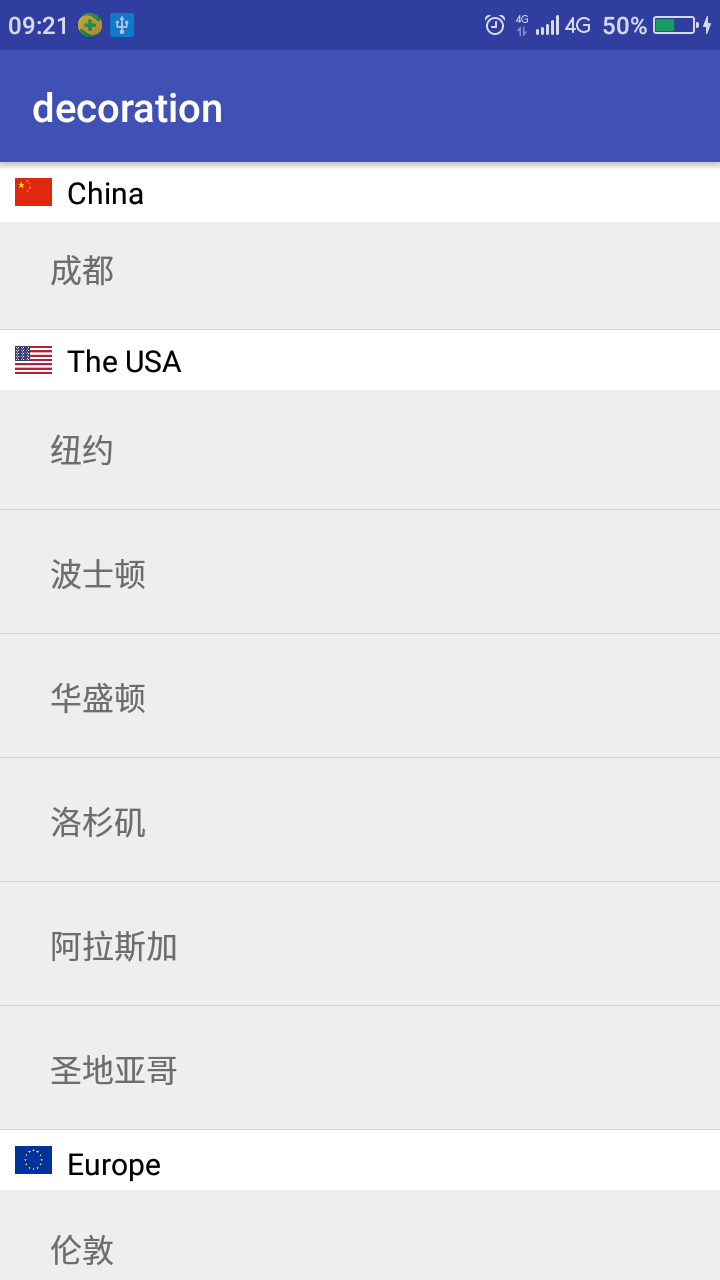 09:21 4G 4G 50%
decoration
China
成都
The USA
纽约
波士顿
华盛顿
洛杉矶
阿拉斯加
圣地亚哥
Europe
伦敦